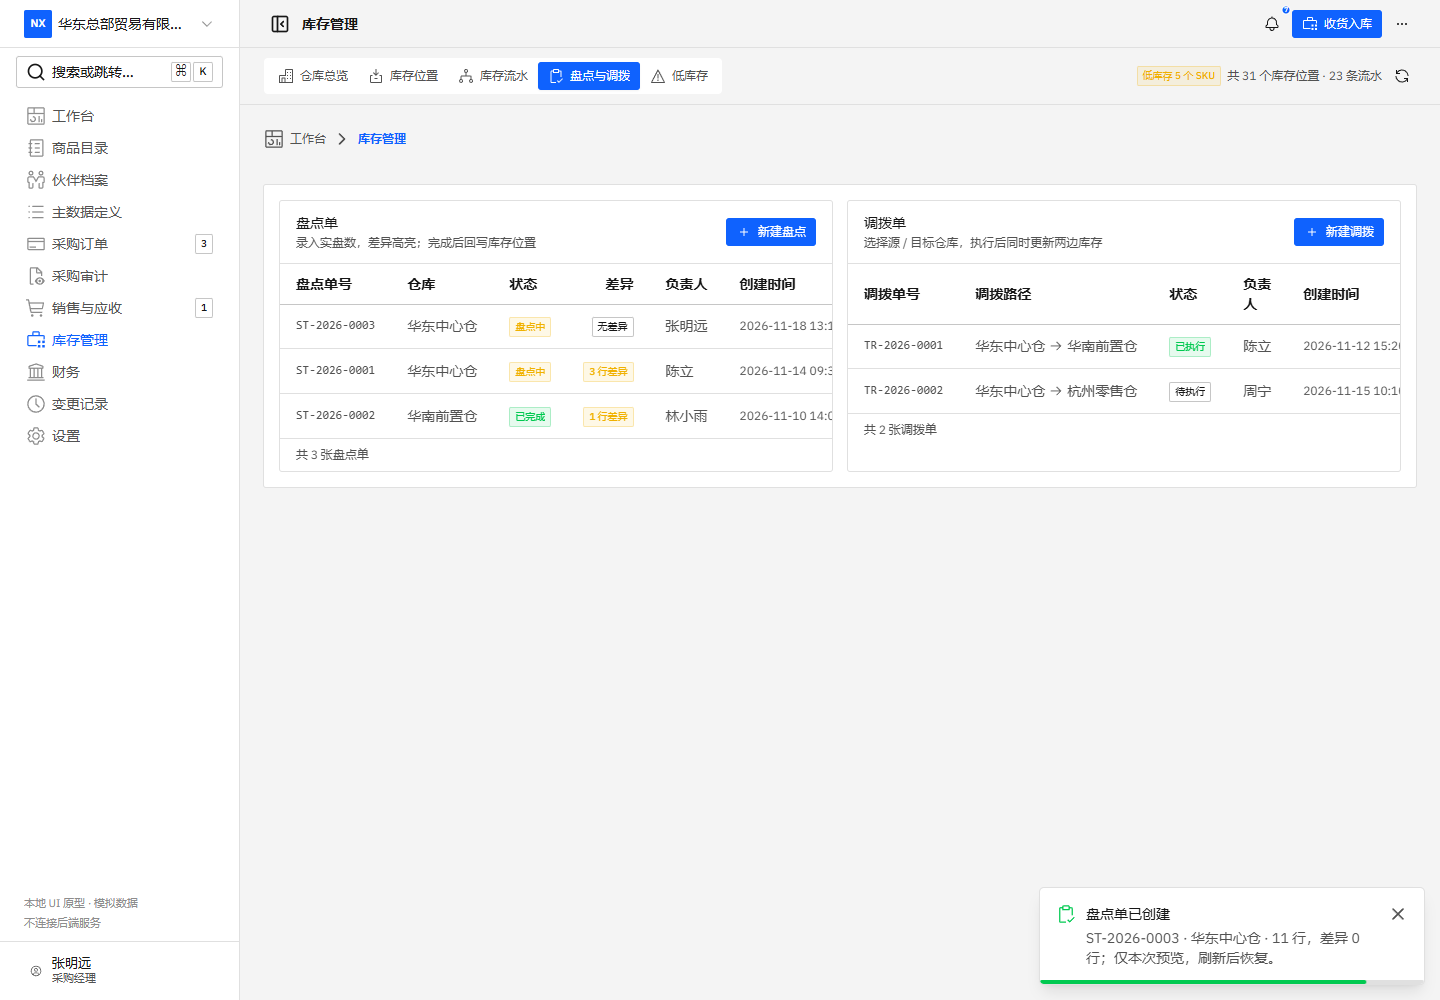 NX 华东总部贸易有限...
搜索或跳转... ⌘ K
工作台
商品目录
伙伴档案
主数据定义
采购订单 3
采购审计
销售与应收 1
库存管理
财务
变更记录
设置
本地 UI 原型 · 模拟数据
不连接后端服务
张明远
采购经理
库存管理
收货入库
仓库总览 库存位置 库存流水 盘点与调拨 低库存
低库存 5 个 SKU 共 31 个库存位置 · 23 条流水
工作台 库存管理
盘点单
录入实盘数，差异高亮；完成后回写库存位置
新建盘点
盘点单号 仓库 状态 差异 负责人 创建时间
ST-2026-0003 华东中心仓 盘点中 无差异 张明远 2026-11-18 13:1
ST-2026-0001 华东中心仓 盘点中 3 行差异 陈立 2026-11-14 09:3
ST-2026-0002 华南前置仓 已完成 1 行差异 林小雨 2026-11-10 14:0
共 3 张盘点单
调拨单
选择源 / 目标仓库，执行后同时更新两边库存
新建调拨
调拨单号 调拨路径 状态 负责人 创建时间
TR-2026-0001 华东中心仓 → 华南前置仓 已执行 陈立 2026-11-12 15:20
TR-2026-0002 华东中心仓 → 杭州零售仓 待执行 周宁 2026-11-15 10:10
共 2 张调拨单
盘点单已创建
ST-2026-0003 · 华东中心仓 · 11 行，差异 0
行；仅本次预览，刷新后恢复。